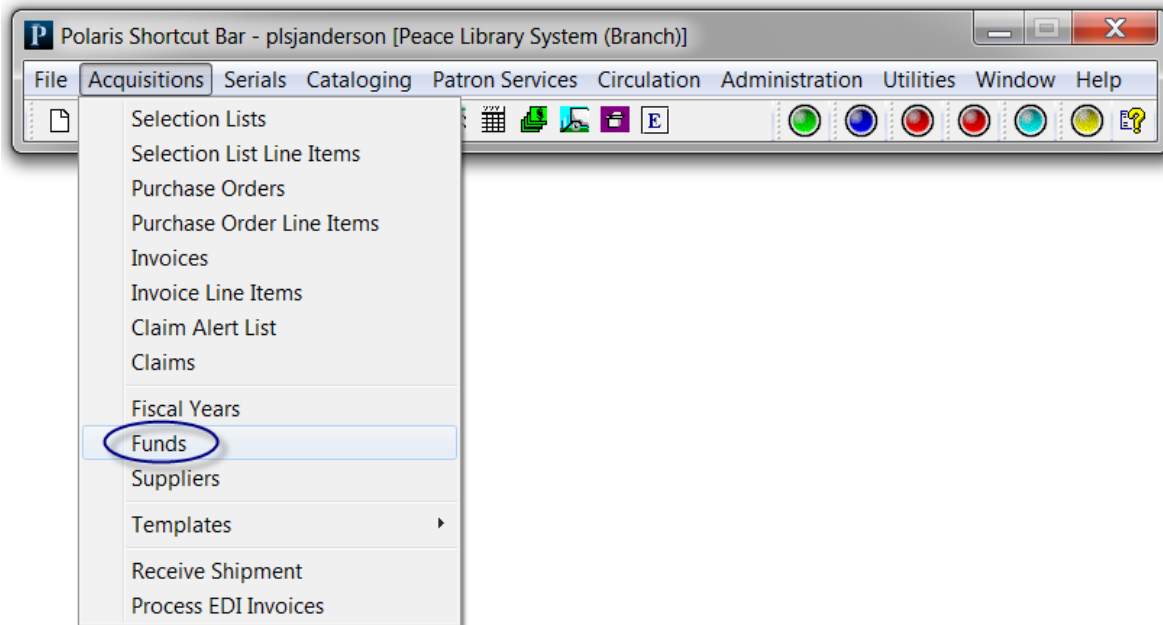 P Polaris Shortcut Bar - plsjanderson [Peace Library System (Branch)]
File Acquisitions Serials Cataloging Patron Services Circulation Administration Utilities Window Help
E
Selection Lists
Selection List Line Items
Purchase Orders
Purchase Order Line Items
Invoices
Invoice Line Items
Claim Alert List
Claims
Fiscal Years
Funds
Suppliers
Templates
Receive Shipment
Process EDI Invoices